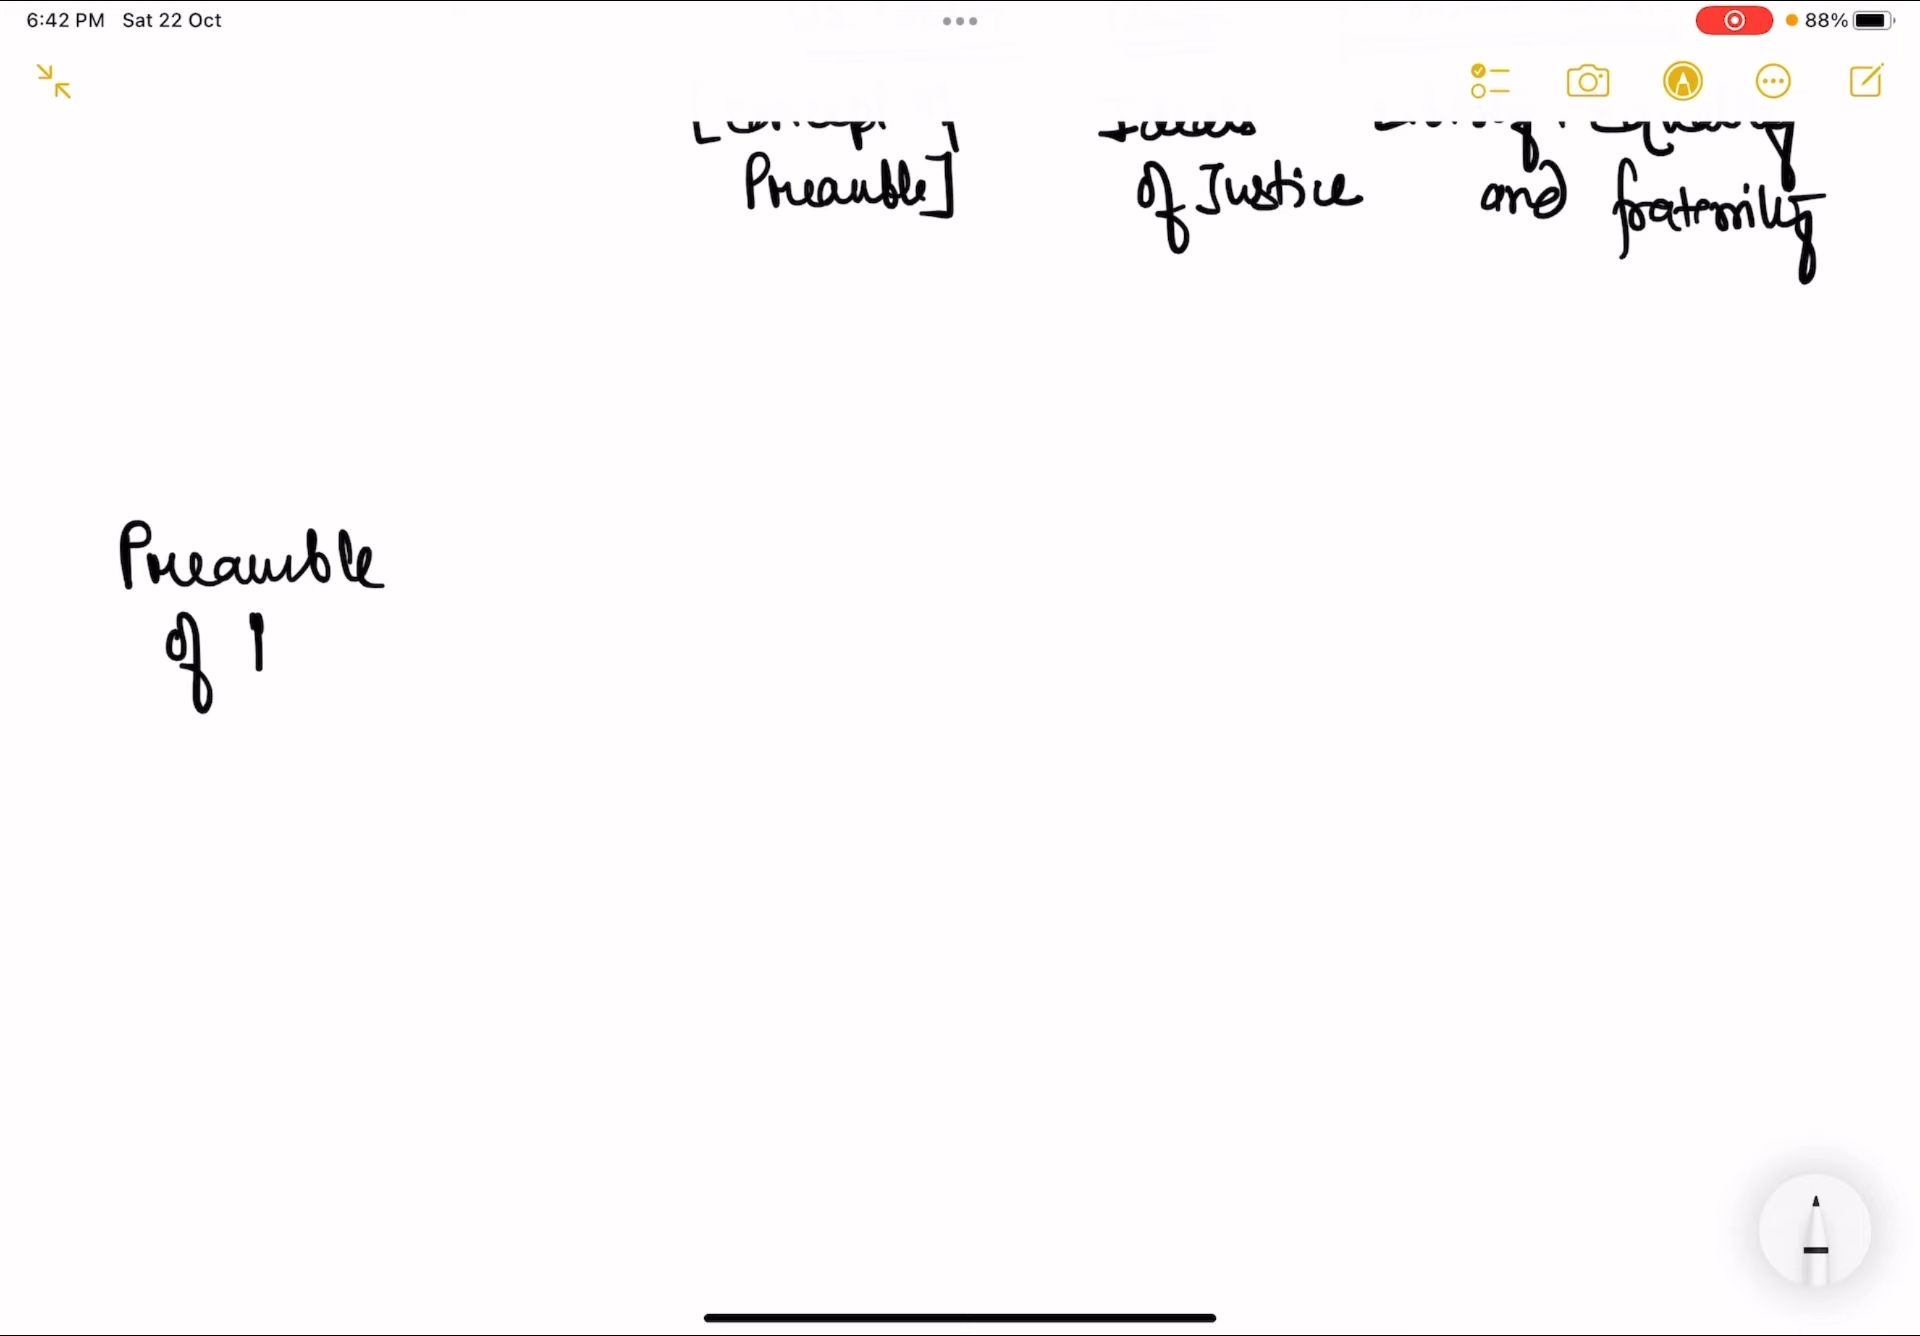 6:42 PM Sat 22 Oct
88%
Preamble] of Justice and fraternity
Preamble
of I